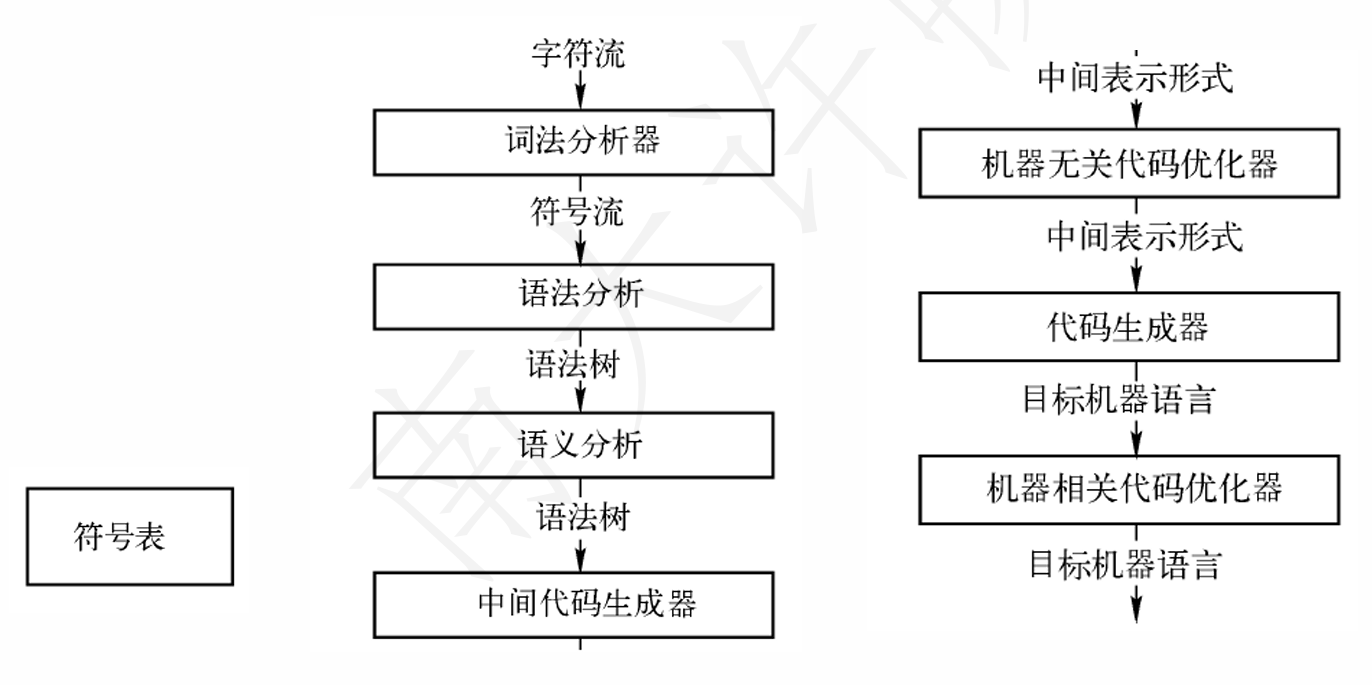 字符流
词法分析器
符号流
语法分析
语法树
语义分析
语法树
中间代码生成器
符号表
中间表示形式
机器无关代码优化器
中间表示形式
代码生成器
目标机器语言
机器相关代码优化器
目标机器语言
南大许